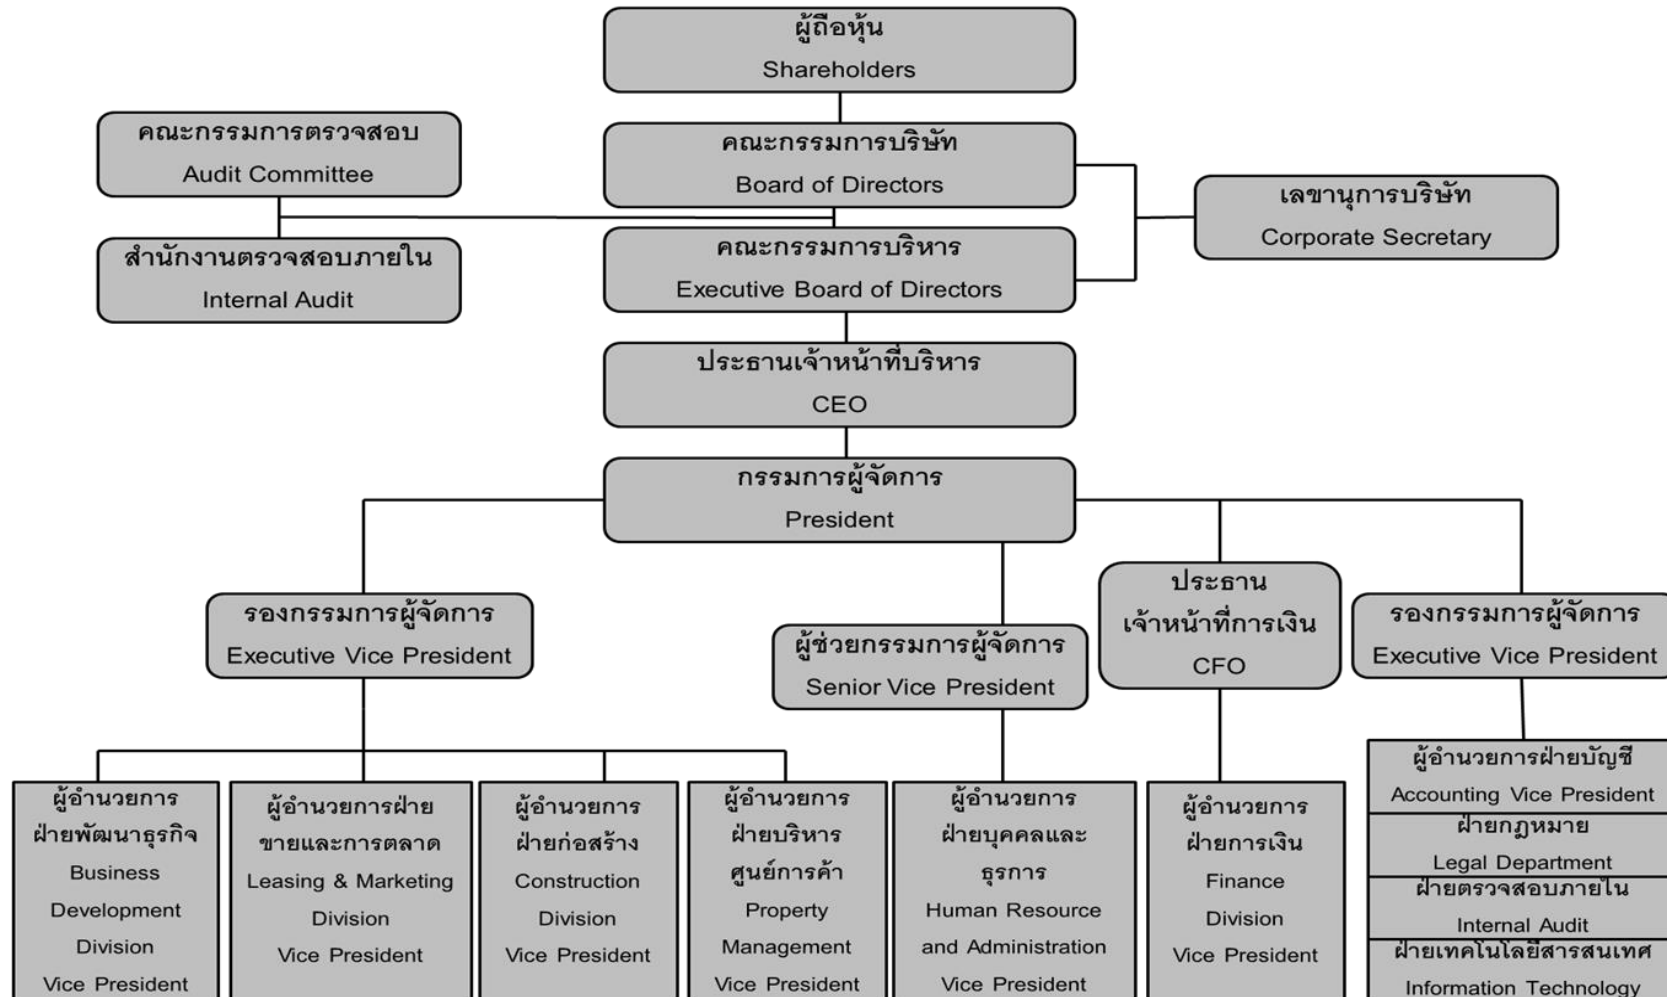 ผู้ถือหุ้น
Shareholders
คณะกรรมการตรวจสอบ
Audit Committee
คณะกรรมการบริษัท
Board of Directors
เลขานุการบริษัท
Corporate Secretary
สำนักงานตรวจสอบภายใน
Internal Audit
คณะกรรมการบริหาร
Executive Board of Directors
ประธานเจ้าหน้าที่บริหาร
CEO
กรรมการผู้จัดการ
President
รองกรรมการผู้จัดการ
Executive Vice President
ผู้ช่วยกรรมการผู้จัดการ
Senior Vice President
ประธาน
เจ้าหน้าที่การเงิน
CFO
รองกรรมการผู้จัดการ
Executive Vice President
ผู้อำนวยการ
ฝ่ายพัฒนาธุรกิจ
Business
Development
Division
Vice President
ผู้อำนวยการฝ่าย
ขายและการตลาด
Leasing & Marketing
Division
Vice President
ผู้อำนวยการ
ฝ่ายก่อสร้าง
Construction
Division
Vice President
ผู้อำนวยการ
ฝ่ายบริหาร
ศูนย์การค้า
Property
Management
Vice President
ผู้อำนวยการ
ฝ่ายบุคคลและ
ธุรการ
Human Resource
and Administration
Vice President
ผู้อำนวยการ
ฝ่ายการเงิน
Finance
Division
Vice President
ผู้อำนวยการฝ่ายบัญชี
Accounting Vice President
ฝ่ายกฎหมาย
Legal Department
ฝ่ายตรวจสอบภายใน
Internal Audit
ฝ่ายเทคโนโลยีสารสนเทศ
Information Technology